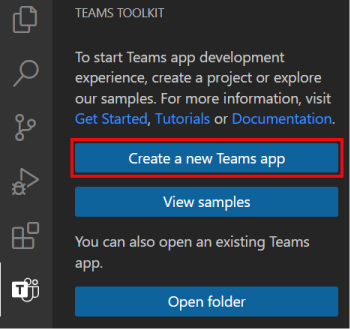 TEAMS TOOLKIT
To start Teams app development
experience, create a project or explore
our samples. For more information, visit
Get Started, Tutorials or Documentation.
Create a new Teams app
View samples
You can also open an existing Teams
app.
T
Open folder